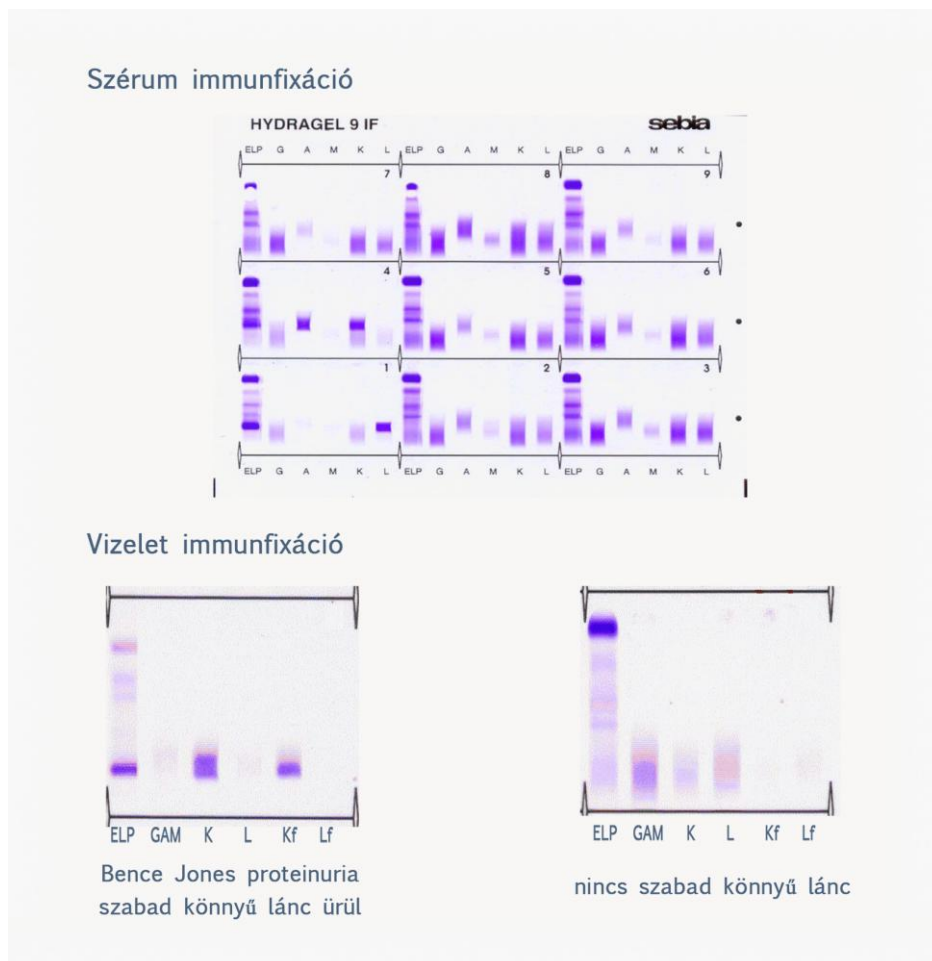 Szérum immunfixáció
HYDRAGEL 9 IF sebia
ELP G A M K L ELP G A M K L ELP G A M K L
7 8 9
4 5 6
1 2 3
ELP G A M K L ELP G A M K L ELP G A M K L
Vizelet immunfixáció
ELP GAM K L Kf Lf
Bence Jones proteinuria
szabad könnyű lánc ürül
ELP GAM K L Kf Lf
nincs szabad könnyű lánc